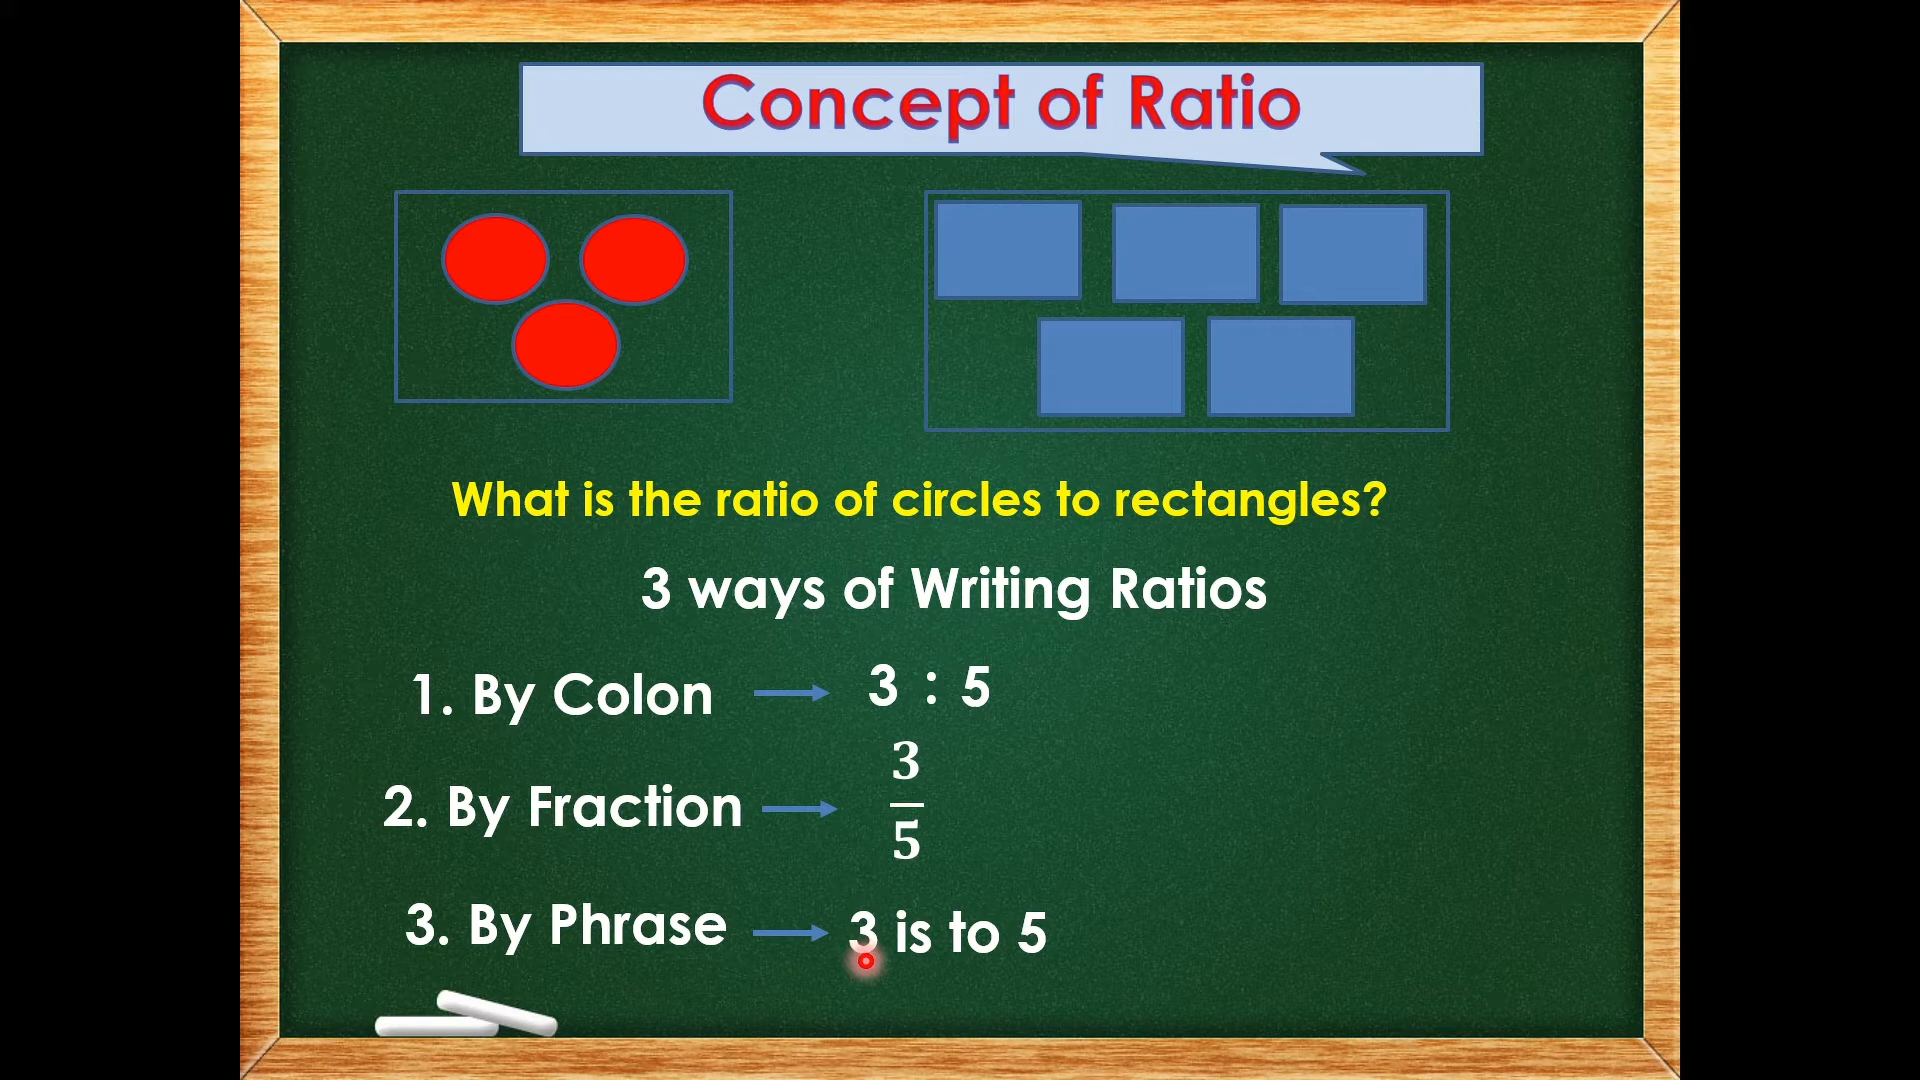 Concept of Ratio
What is the ratio of circles to rectangles?
3 ways of Writing Ratios
1. By Colon
3 : 5
2. By Fraction
3
5
3. By Phrase
3 is to 5